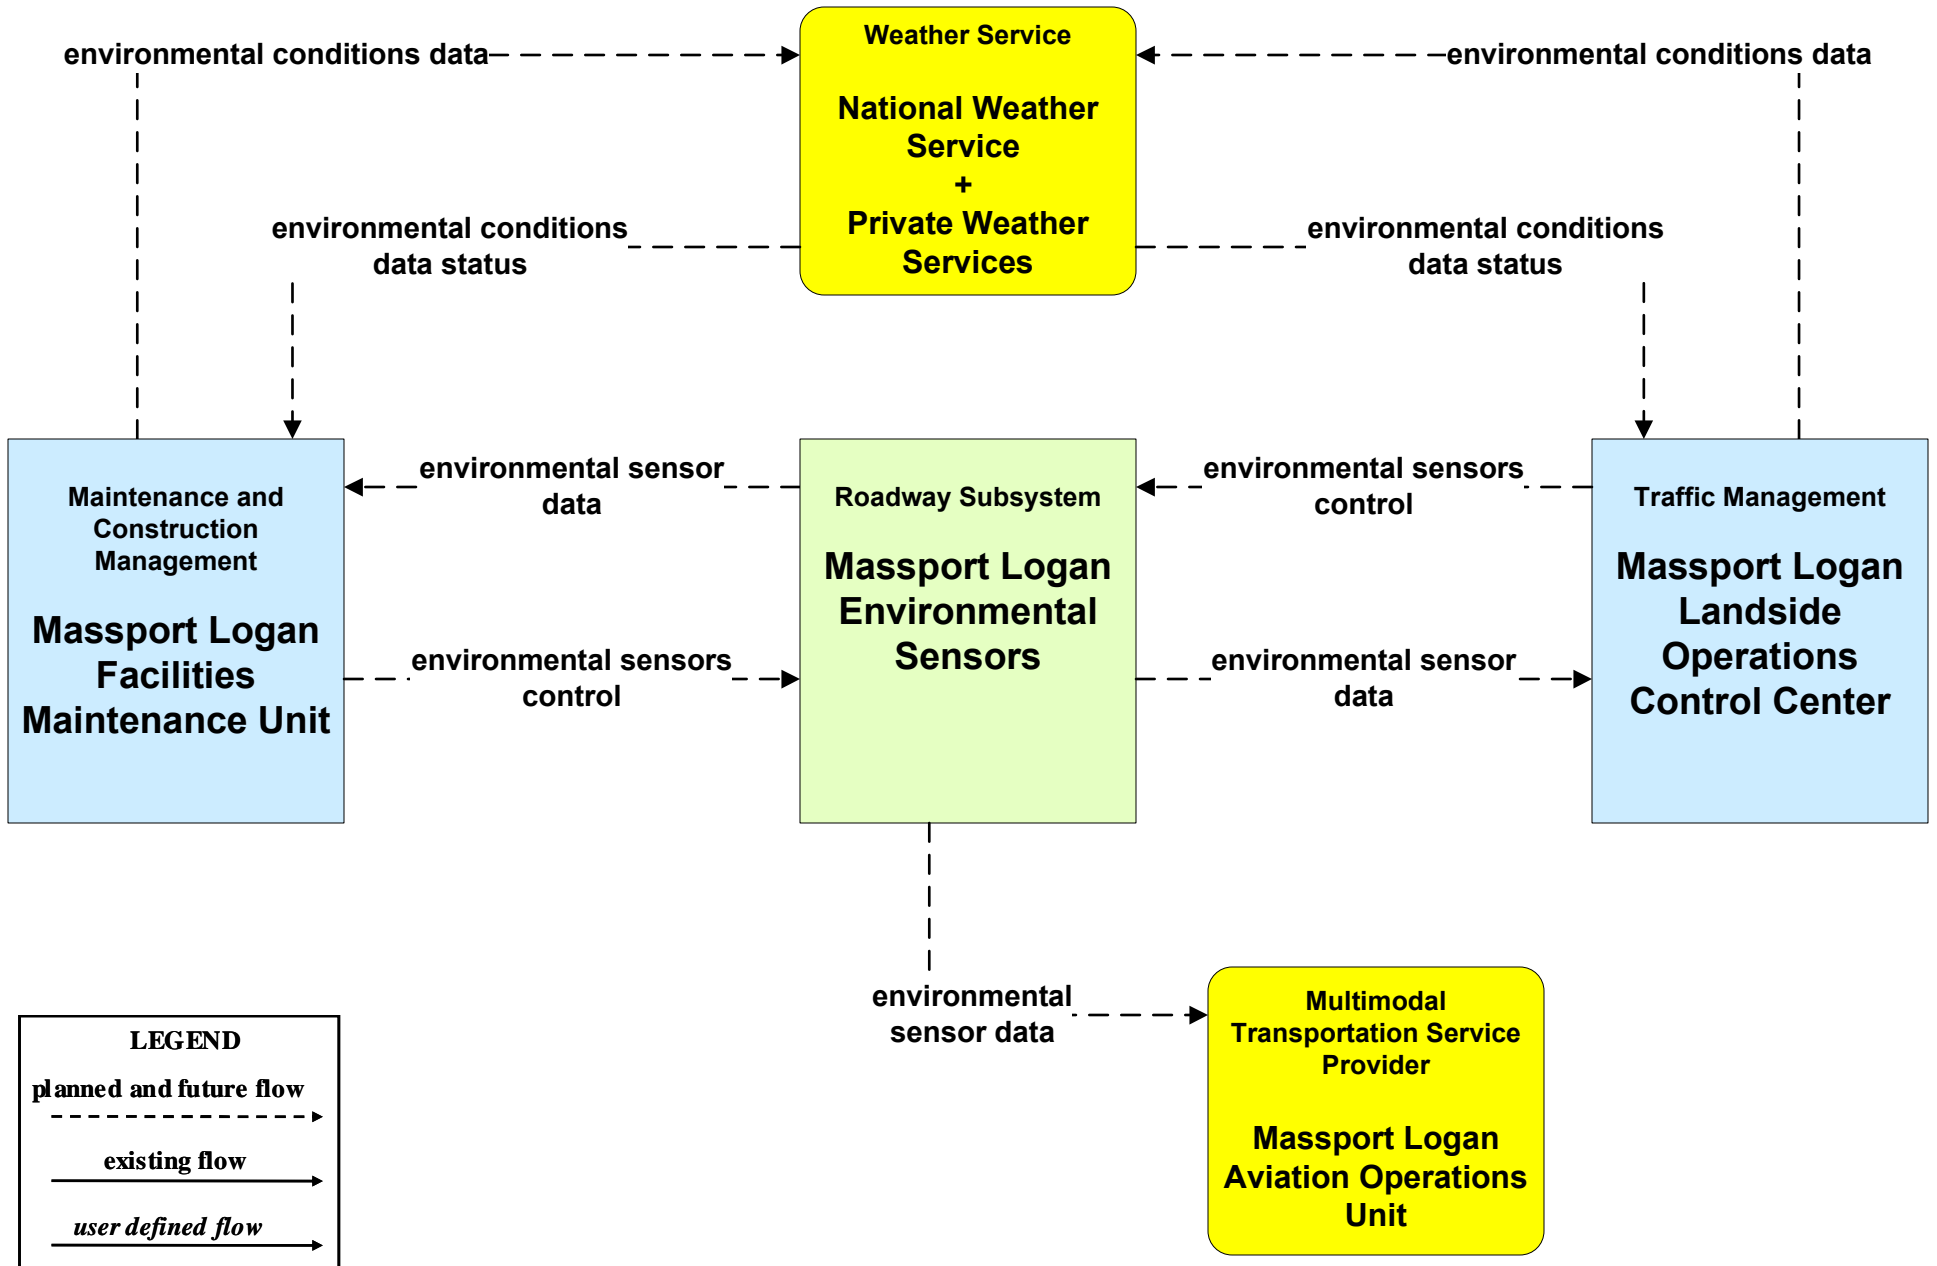 Weather Service
National Weather
Service
+
Private Weather
Services
environmental conditions data
environmental conditions data
environmental conditions
data status
environmental conditions
data status
Maintenance and
Construction
Management
Massport Logan
Facilities
Maintenance Unit
environmental sensor
data
environmental sensors
control
Roadway Subsystem
Massport Logan
Environmental
Sensors
environmental sensors
control
environmental sensor
data
Traffic Management
Massport Logan
Landside
Operations
Control Center
environmental
sensor data
Multimodal
Transportation Service
Provider
Massport Logan
Aviation Operations
Unit
LEGEND
planned and future flow
existing flow
user defined flow